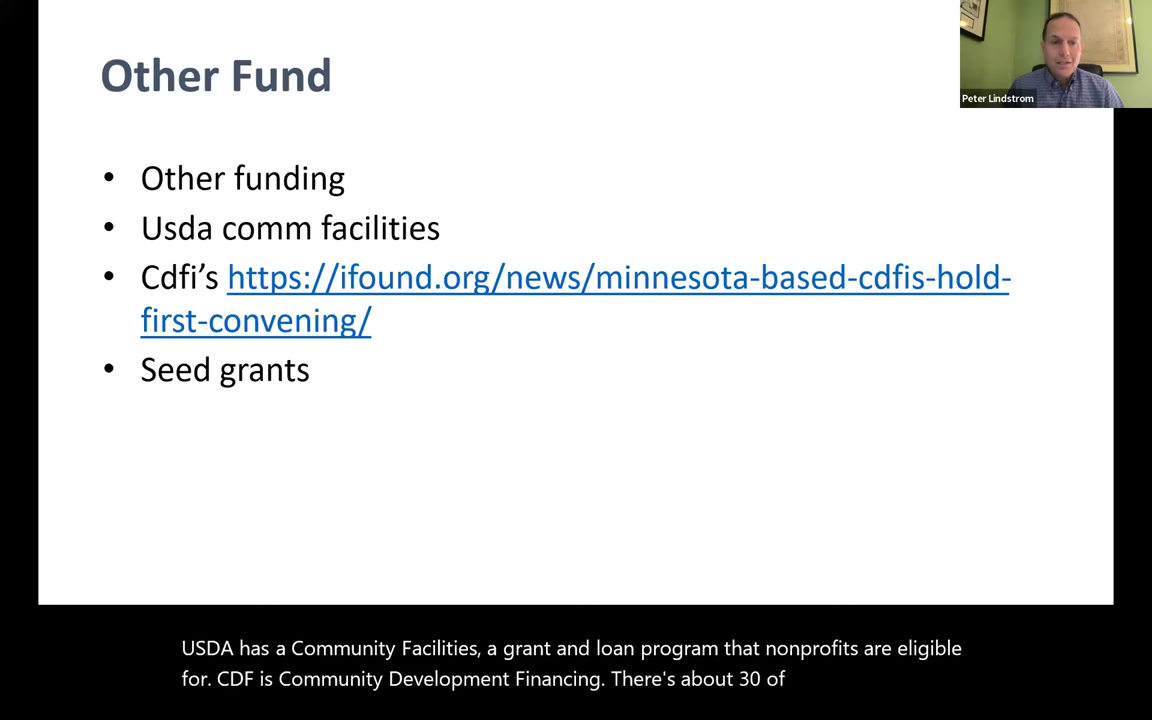 Other Fund
Peter Lindstrom
• Other funding
• Usda comm facilities
• Cdfi’s https://ifound.org/news/minnesota-based-cdfis-hold-
first-convening/
• Seed grants
USDA has a Community Facilities, a grant and loan program that nonprofits are eligible
for. CDF is Community Development Financing. There's about 30 of